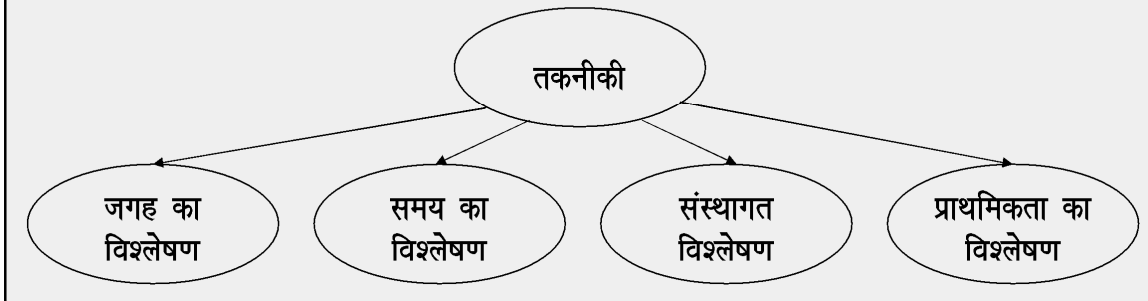 तकनीकी
जगह का
विश्लेषण
समय का
विश्लेषण
संस्थागत
विश्लेषण
प्राथमिकता का
विश्लेषण